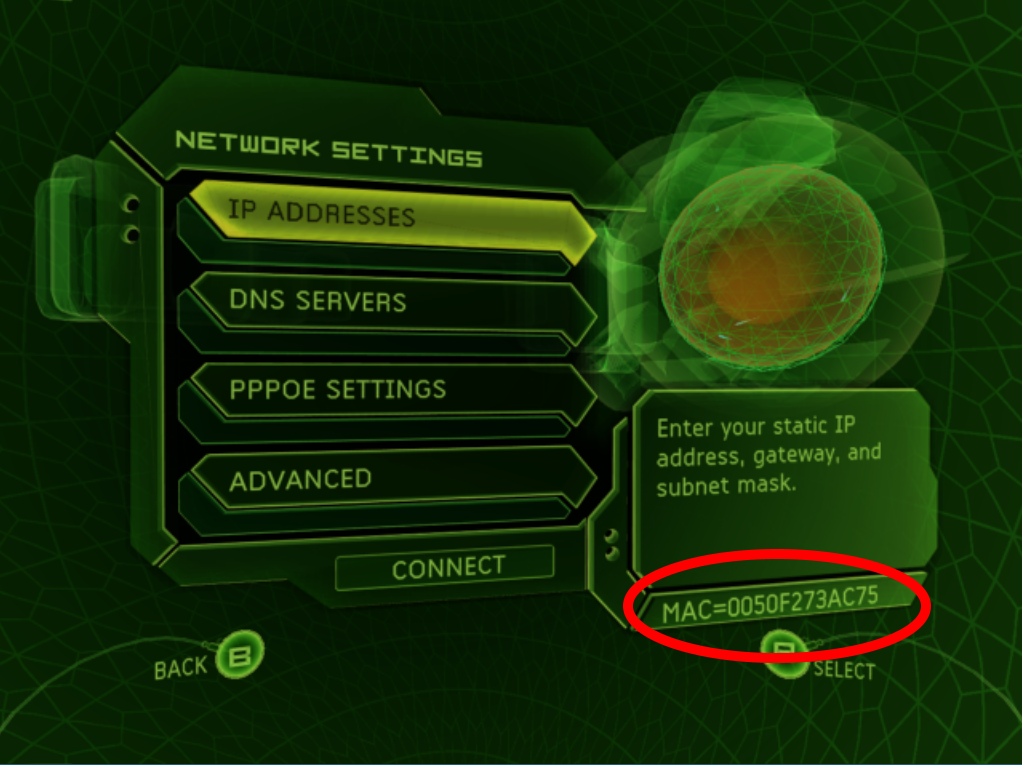 NETWORK SETTINGS
IP ADDRESSES
DNS SERVERS
PPPOE SETTINGS
ADVANCED
CONNECT
Enter your static IP
address, gateway, and
subnet mask.
MAC=0050F273AC75
BACK B
SELECT